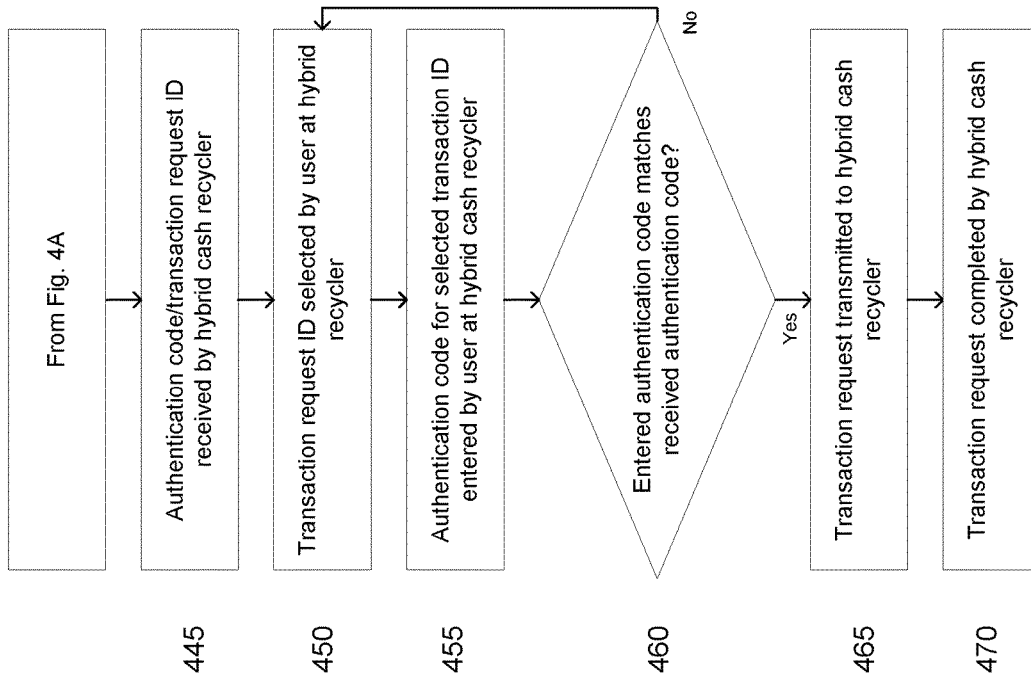 From Fig. 4A
445
Authentication code/transaction request ID
received by hybrid cash recycler
450
Transaction request ID selected by user at hybrid
recycler
455
Authentication code for selected transaction ID
entered by user at hybrid cash recycler
460
Entered authentication code matches
received authentication code?
No
Yes
465
Transaction request transmitted to hybrid cash
recycler
470
Transaction request completed by hybrid cash
recycler